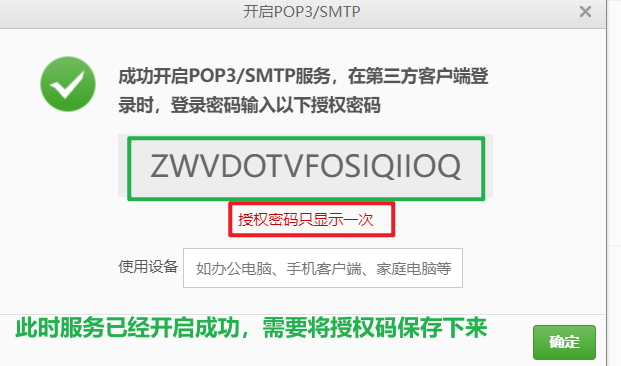 开启POP3/SMTP
成功开启POP3/SMTP服务，在第三方客户端登
录时，登录密码输入以下授权密码
ZWVDOTVFOSIQIIOQ
授权密码只显示一次
使用设备 如办公电脑、手机客户端、家庭电脑等
此时服务已经开启成功，需要将授权码保存下来
确定